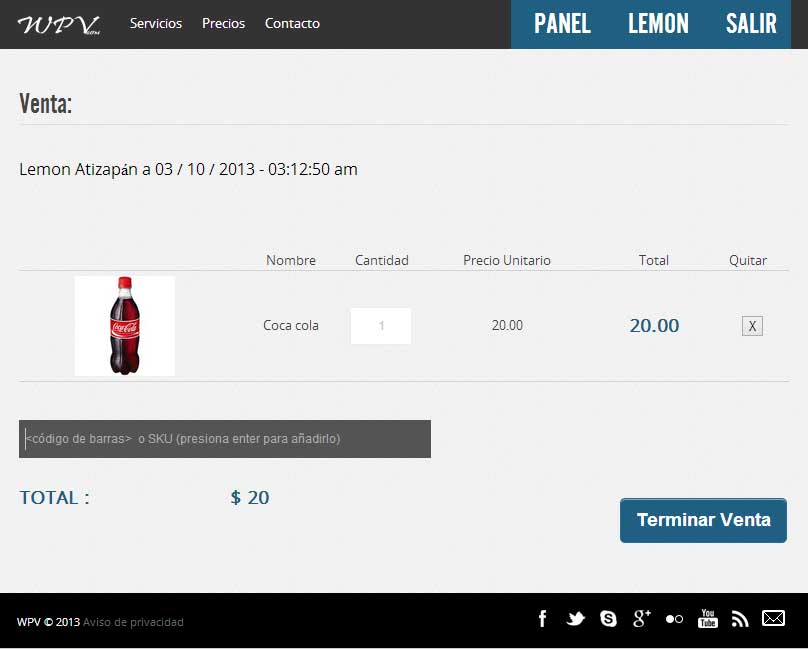 WPV.com Servicios Precios Contacto PANEL LEMON SALIR
Venta:
Lemon Atizapán a 03 / 10 / 2013 - 03:12:50 am
Nombre Cantidad Precio Unitario Total Quitar
Coca-Cola
Coca cola 1 20.00 20.00 X
<código de barras> o SKU (presiona enter para añadirlo)
TOTAL : $ 20
Terminar Venta
WPV © 2013 Aviso de privacidad f S g+ You Tube